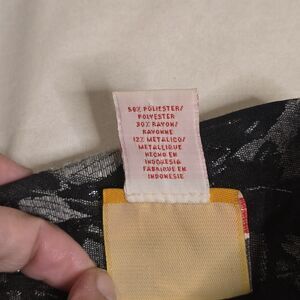 58% POLIESTER/
POLYESTER
30% RAYON/
RAYONNE
12% METALICO/
METALLIQUE
HECHO EN
INDONESIA
FABRIQUE EN
INDONESIE